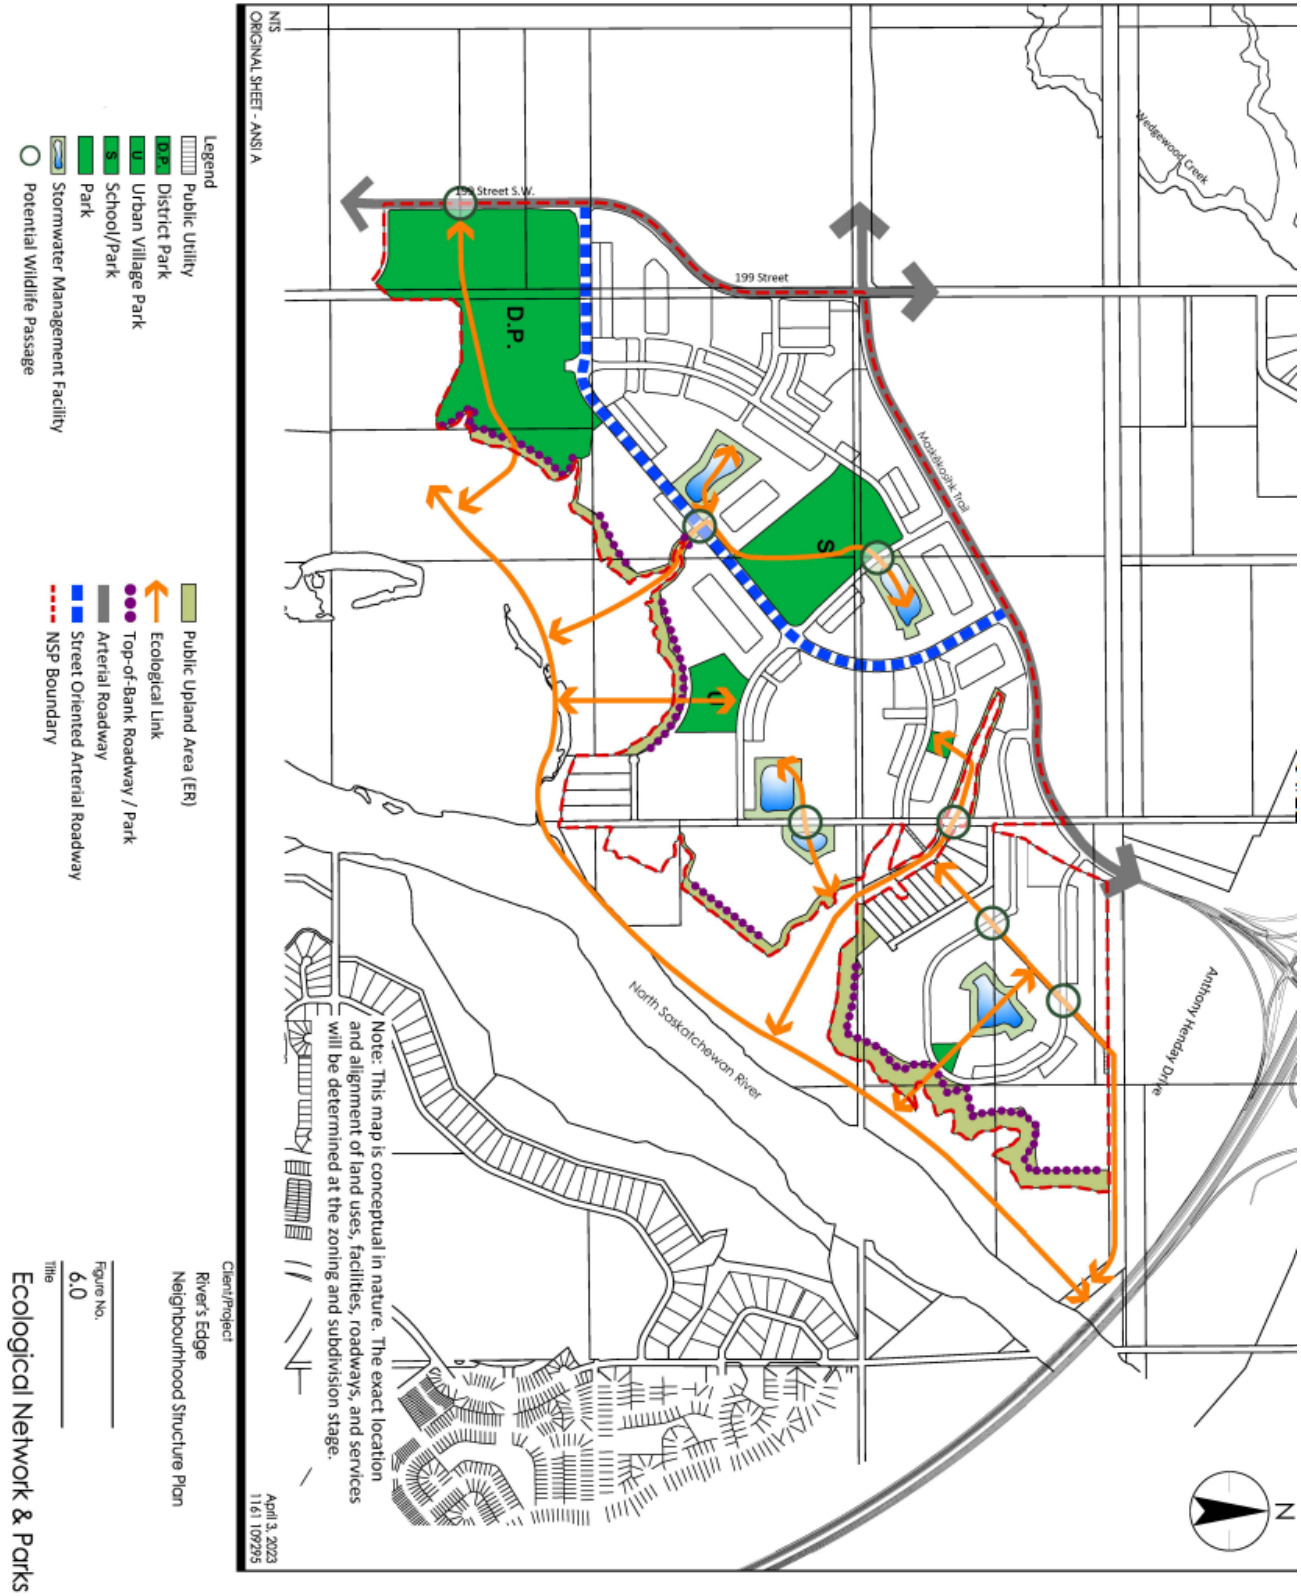 Wedgewood Creek
199 Street S.W.
199 Street
Maskêkosihk Trail
Anthony Henday Drive
North Saskatchewan River
D.P.
S
U
N
Note: This map is conceptual in nature. The exact location
and alignment of land uses, facilities, roadways, and services
will be determined at the zoning and subdivision stage.
NTS
ORIGINAL SHEET - ANSI A
April 3, 2023
1161 109295
Legend
Public Utility
D.P. District Park
U Urban Village Park
S School/Park
Park
Stormwater Management Facility
Potential Wildlife Passage
Public Upland Area (ER)
Ecological Link
Top-of-Bank Roadway / Park
Arterial Roadway
Street Oriented Arterial Roadway
NSP Boundary
Client/Project
River's Edge
Neighbourhood Structure Plan
Figure No.
6.0
Title
Ecological Network & Parks